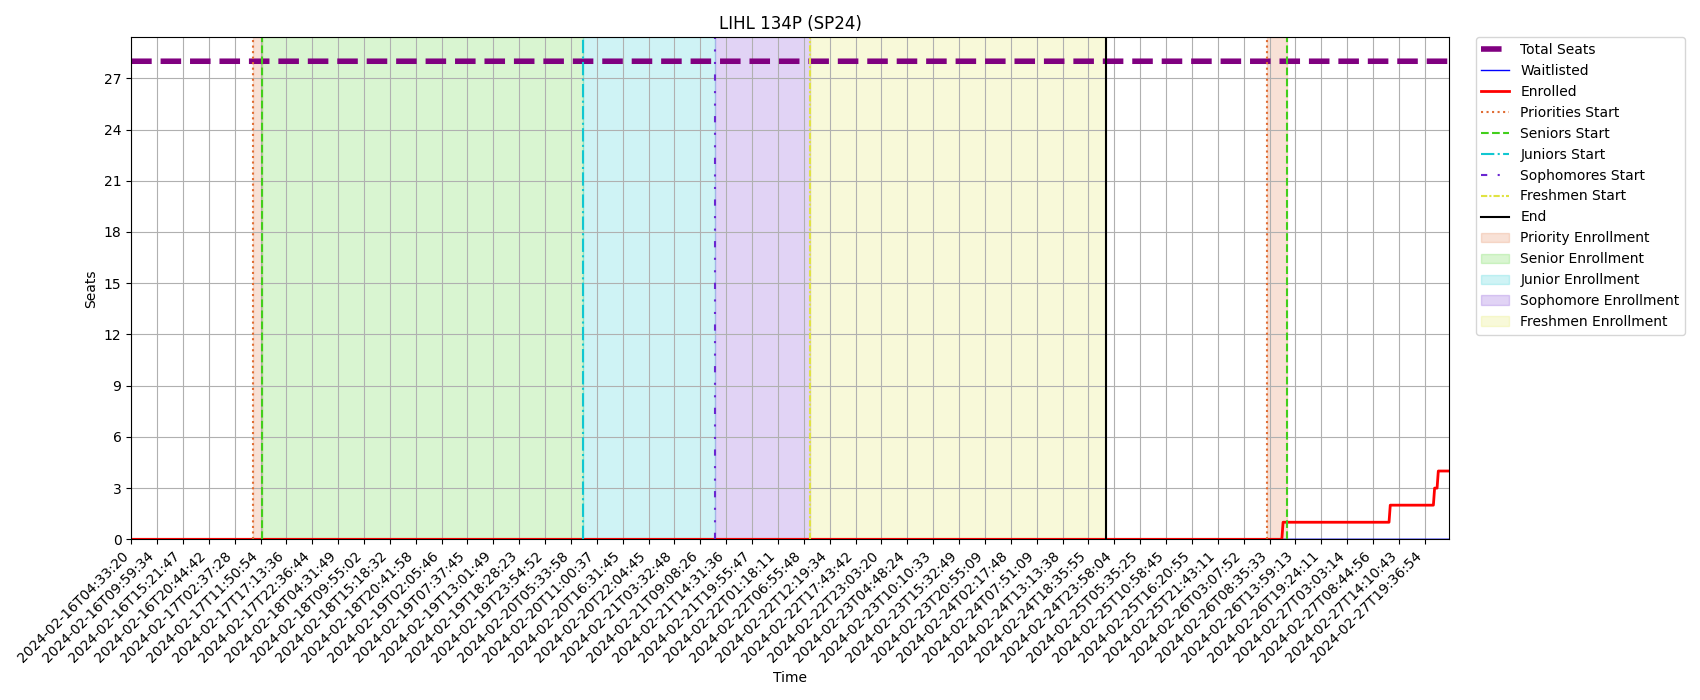 LIHL 134P (SP24)
Seats
27
24
21
18
15
12
9
6
3
0
2024-02-16T04:33:20
2024-02-16T09:59:34
2024-02-16T15:21:47
2024-02-16T20:44:42
2024-02-17T02:37:28
2024-02-17T11:50:54
2024-02-17T17:13:36
2024-02-17T22:36:44
2024-02-18T04:31:49
2024-02-18T09:55:02
2024-02-18T15:18:32
2024-02-18T20:41:58
2024-02-19T02:05:46
2024-02-19T07:37:45
2024-02-19T13:01:49
2024-02-19T18:28:23
2024-02-19T23:54:52
2024-02-20T05:33:58
2024-02-20T11:00:37
2024-02-20T16:31:45
2024-02-20T22:04:45
2024-02-21T03:32:48
2024-02-21T09:08:26
2024-02-21T14:31:36
2024-02-21T19:55:47
2024-02-22T01:18:11
2024-02-22T06:55:48
2024-02-22T12:19:34
2024-02-22T17:43:42
2024-02-22T23:03:20
2024-02-23T04:48:24
2024-02-23T10:10:33
2024-02-23T15:32:49
2024-02-23T20:55:09
2024-02-24T02:17:48
2024-02-24T07:51:09
2024-02-24T13:13:38
2024-02-24T18:35:55
2024-02-24T23:58:04
2024-02-25T05:35:25
2024-02-25T10:58:45
2024-02-25T16:20:55
2024-02-25T21:43:11
2024-02-26T03:07:52
2024-02-26T08:35:33
2024-02-26T13:59:13
2024-02-26T19:24:11
2024-02-27T03:03:14
2024-02-27T08:44:56
2024-02-27T14:10:43
2024-02-27T19:36:54
Time
Total Seats
Waitlisted
Enrolled
Priorities Start
Seniors Start
Juniors Start
Sophomores Start
Freshmen Start
End
Priority Enrollment
Senior Enrollment
Junior Enrollment
Sophomore Enrollment
Freshmen Enrollment